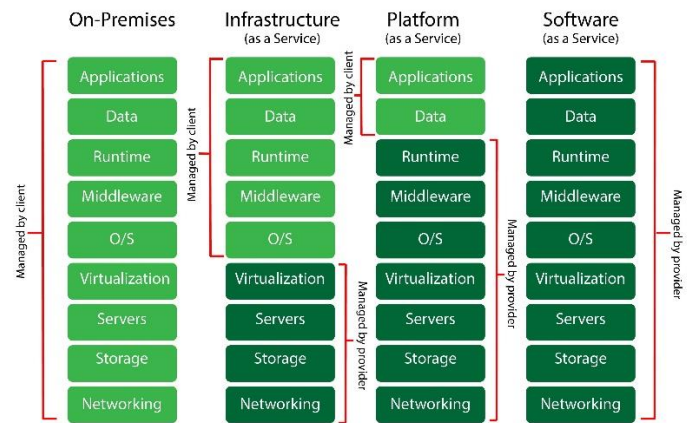 On-Premises
Managed by client
Applications
Data
Runtime
Middleware
O/S
Virtualization
Servers
Storage
Networking
Infrastructure
(as a Service)
Managed by client
Applications
Data
Runtime
Middleware
O/S
Virtualization
Servers
Storage
Networking
Managed by provider
Platform
(as a Service)
Managed by client
Applications
Data
Runtime
Middleware
O/S
Virtualization
Servers
Storage
Networking
Managed by provider
Software
(as a Service)
Applications
Data
Runtime
Middleware
O/S
Virtualization
Servers
Storage
Networking
Managed by provider